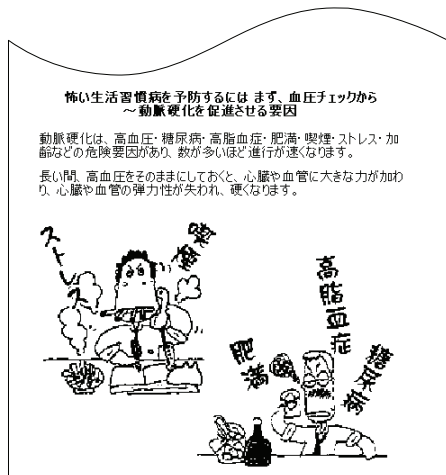 怖い生活習慣病を予防するには まず、血圧チェックから
～動脈硬化を促進させる要因
動脈硬化は、高血圧・糖尿病・高脂血症・肥満・喫煙・ストレス・加
齢などの危険要因があり、数が多いほど進行が速くなります。
長い間、高血圧をそのままにしておくと、心臓や血管に大きな力が加わ
り、心臓や血管の弾力性が失われ、硬くなります。
ストレス
喫煙
高脂血症
肥満
糖尿病